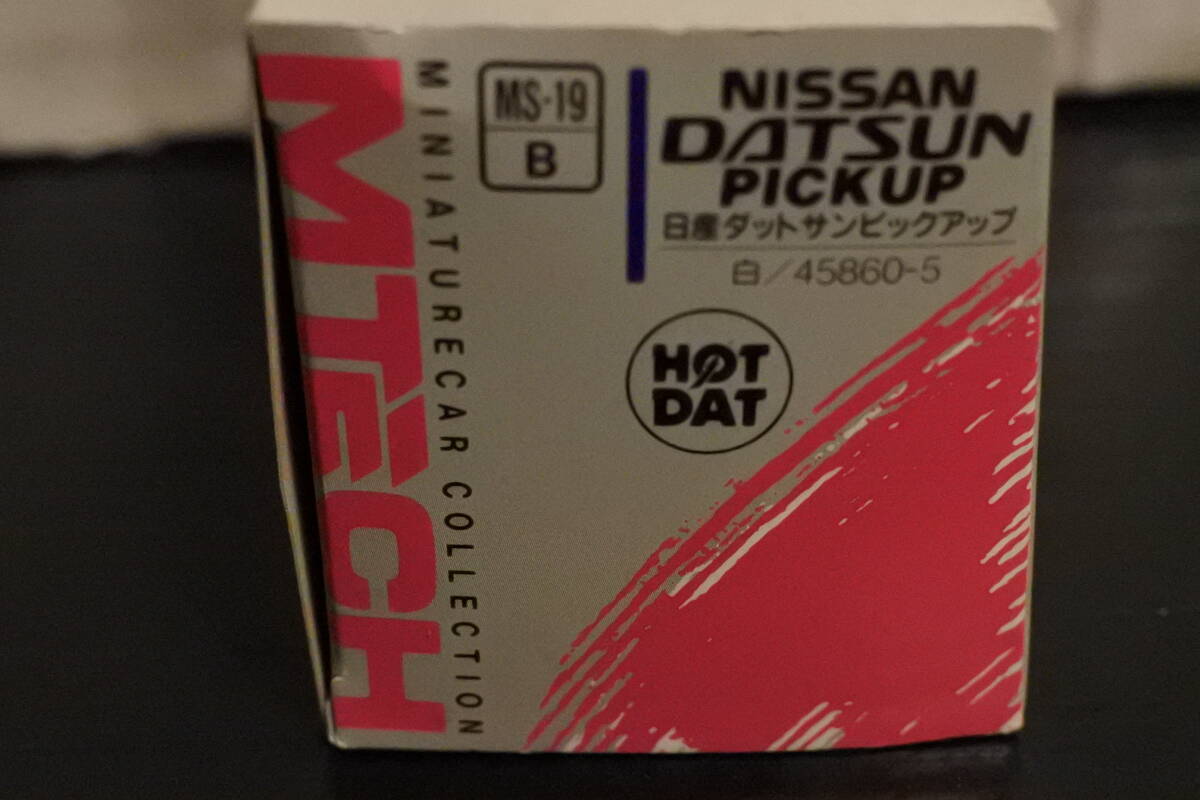 MTECH
MINIATURECAR COLLECTION
MS-19
B
NISSAN
DATSUN
PICKUP
日産ダットサンピックアップ
白/45860-5
HOT
DAT